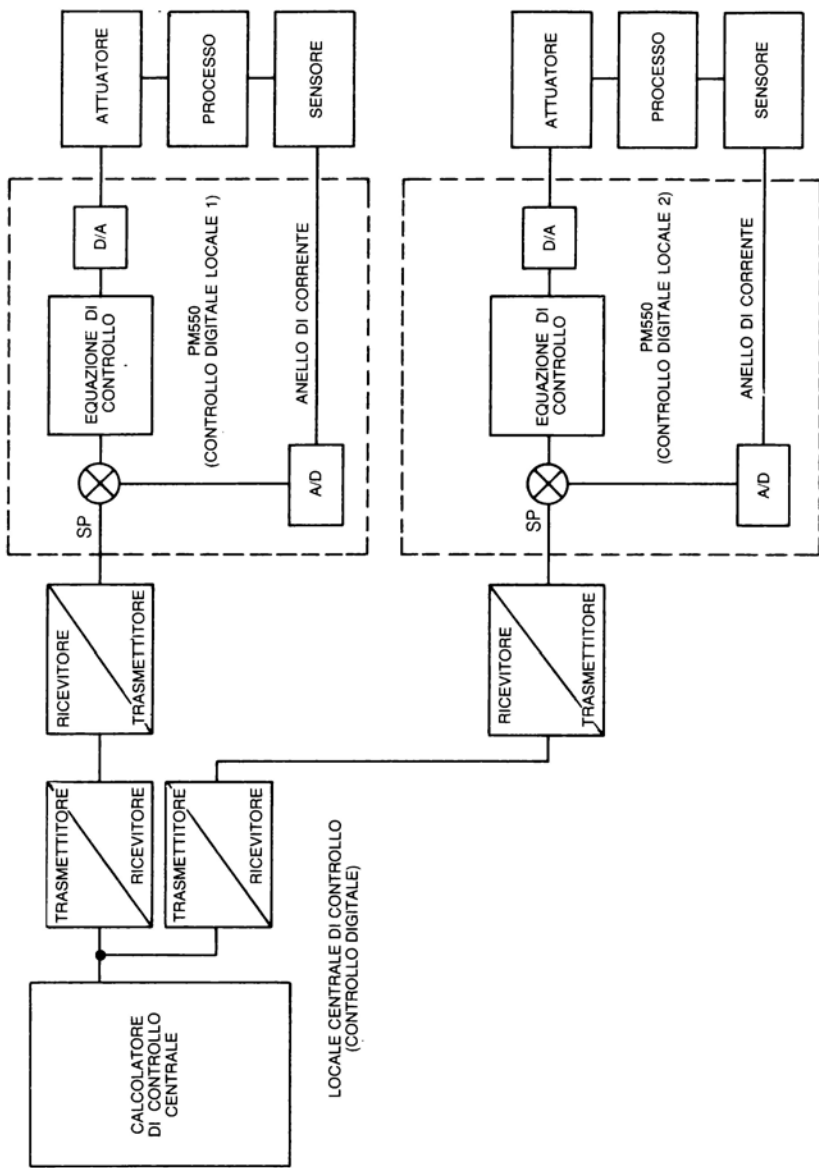 CALCOLATORE
DI CONTROLLO
CENTRALE
TRASMETTITORE
RICEVITORE
TRASMETTITORE
RICEVITORE
LOCALE CENTRALE DI CONTROLLO
(CONTROLLO DIGITALE)
RICEVITORE
TRASMETTITORE
SP
EQUAZIONE DI
CONTROLLO
D/A
A/D
PM550
(CONTROLLO DIGITALE LOCALE 1)
ANELLO DI CORRENTE
ATTUATORE
PROCESSO
SENSORE
RICEVITORE
TRASMETTITORE
SP
EQUAZIONE DI
CONTROLLO
D/A
A/D
PM550
(CONTROLLO DIGITALE LOCALE 2)
ANELLO DI CORRENTE
ATTUATORE
PROCESSO
SENSORE